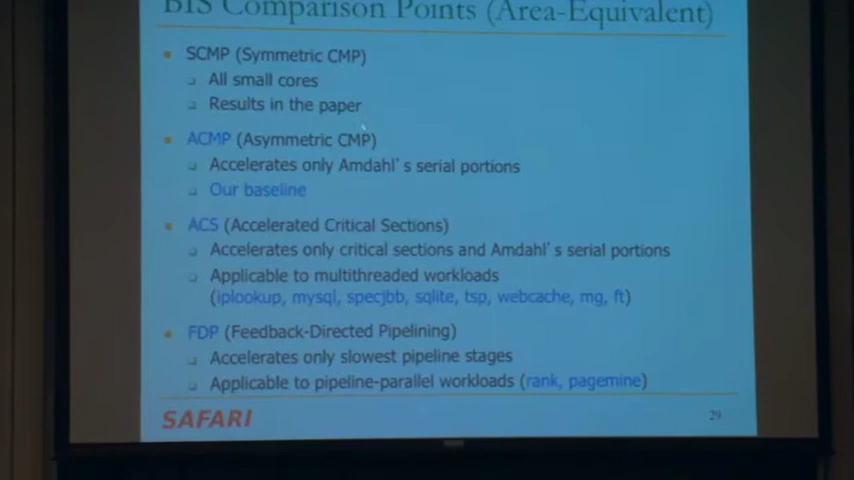 BIS Comparison Points (Area-Equivalent)
SCMP (Symmetric CMP)
All small cores
Results in the paper
ACMP (Asymmetric CMP)
Accelerates only Amdahl's serial portions
Our baseline
ACS (Accelerated Critical Sections)
Accelerates only critical sections and Amdahl's serial portions
Applicable to multithreaded workloads
(iplookup, mysql, specjbb, sqlite, tsp, webcache, mg, ft)
FDP (Feedback-Directed Pipelining)
Accelerates only slowest pipeline stages
Applicable to pipeline-parallel workloads (rank, pagemine)
SAFARI
29